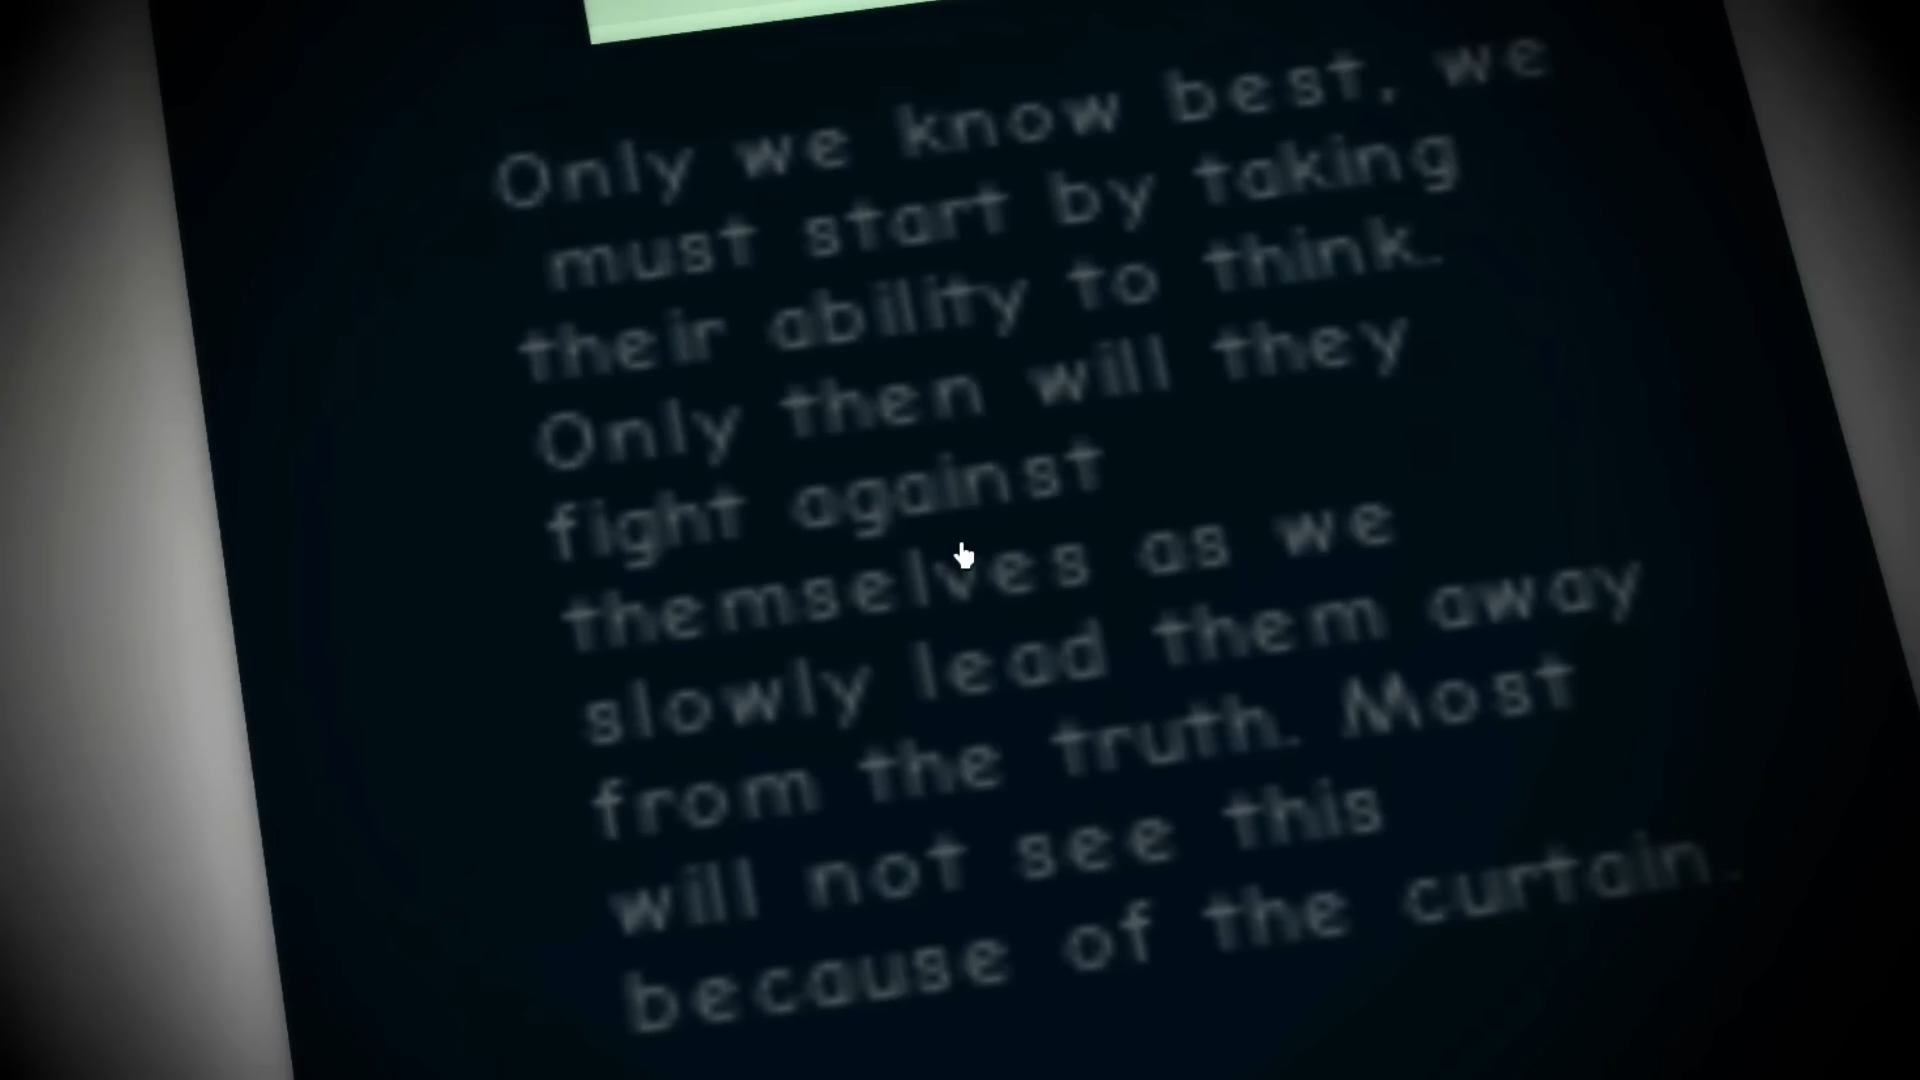 Only we know best, we
must start by taking
their ability to think.
Only then will they
fight against
themselves as we
slowly lead them away
from the truth. Most
will not see this
because of the curtain.